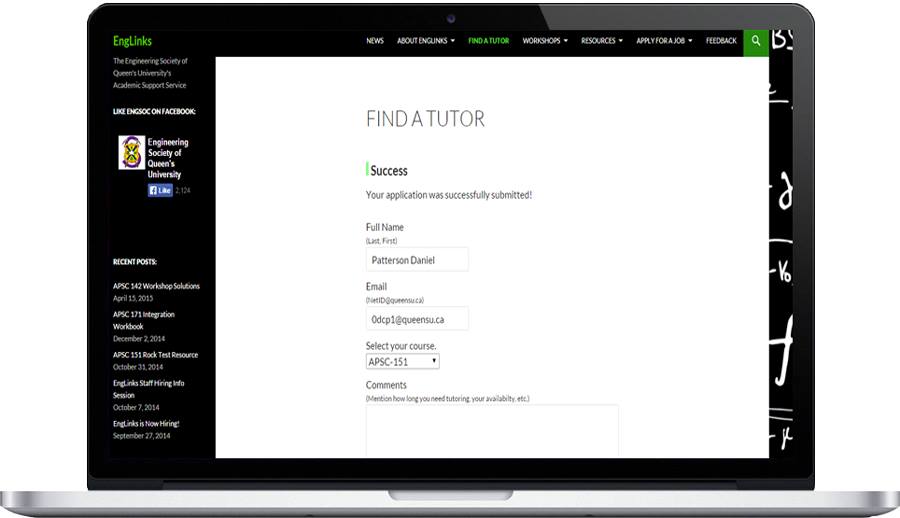 EngLinks
The Engineering Society of
Queen's University's
Academic Support Service
LIKE ENGSOC ON FACEBOOK:
Engineering
Society of
Queen's
University
Like 2,124
RECENT POSTS:
APSC 142 Workshop Solutions
April 15, 2015
APSC 171 Integration
Workbook
December 2, 2014
APSC 151 Rock Test Resource
October 31, 2014
EngLinks Staff Hiring Info
Session
October 7, 2014
EngLinks is Now Hiring!
September 27, 2014
NEWS ABOUT ENGLINKS FIND A TUTOR WORKSHOPS RESOURCES APPLY FOR A JOB FEEDBACK
FIND A TUTOR
Success
Your application was successfully submitted!
Full Name
(Last, First)
Patterson Daniel
Email
(NetID@queensu.ca)
0dcp1@queensu.ca
Select your course.
APSC-151
Comments
(Mention how long you need tutoring, your availabilty, etc.)